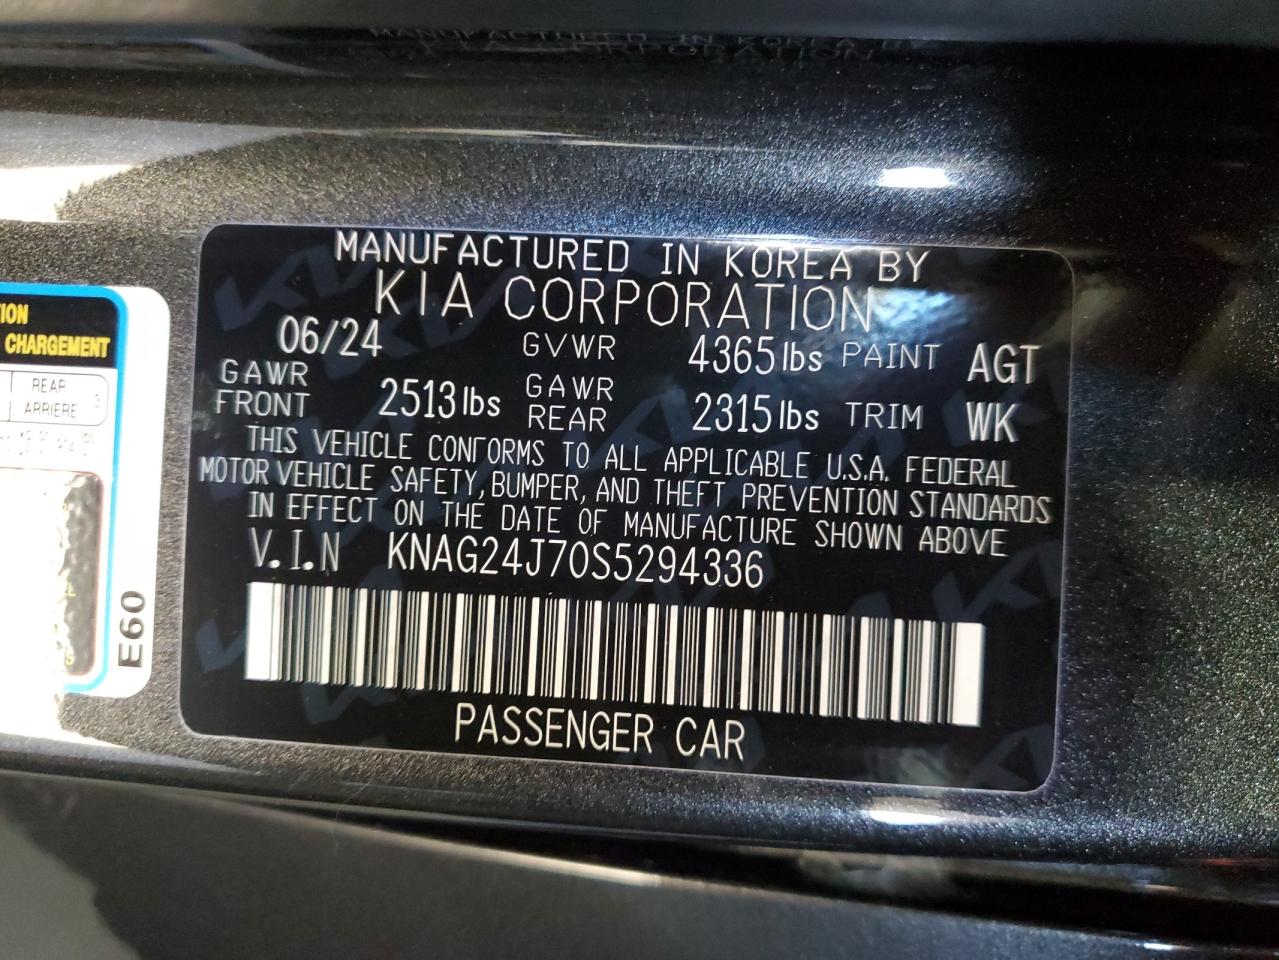 MANUFACTURED IN KOREA BY
KIA CORPORATION
06/24 GVWR 4365 lbs PAINT AGT
GAWR FRONT 2513 lbs GAWR REAR 2315 lbs TRIM WK
THIS VEHICLE CONFORMS TO ALL APPLICABLE U.S.A. FEDERAL
MOTOR VEHICLE SAFETY, BUMPER, AND THEFT PREVENTION STANDARDS
IN EFFECT ON THE DATE OF MANUFACTURE SHOWN ABOVE
V.I.N KNAG24J70S5294336
PASSENGER CAR
CHARGEMENT
REAR
ARRIERE 3
E60